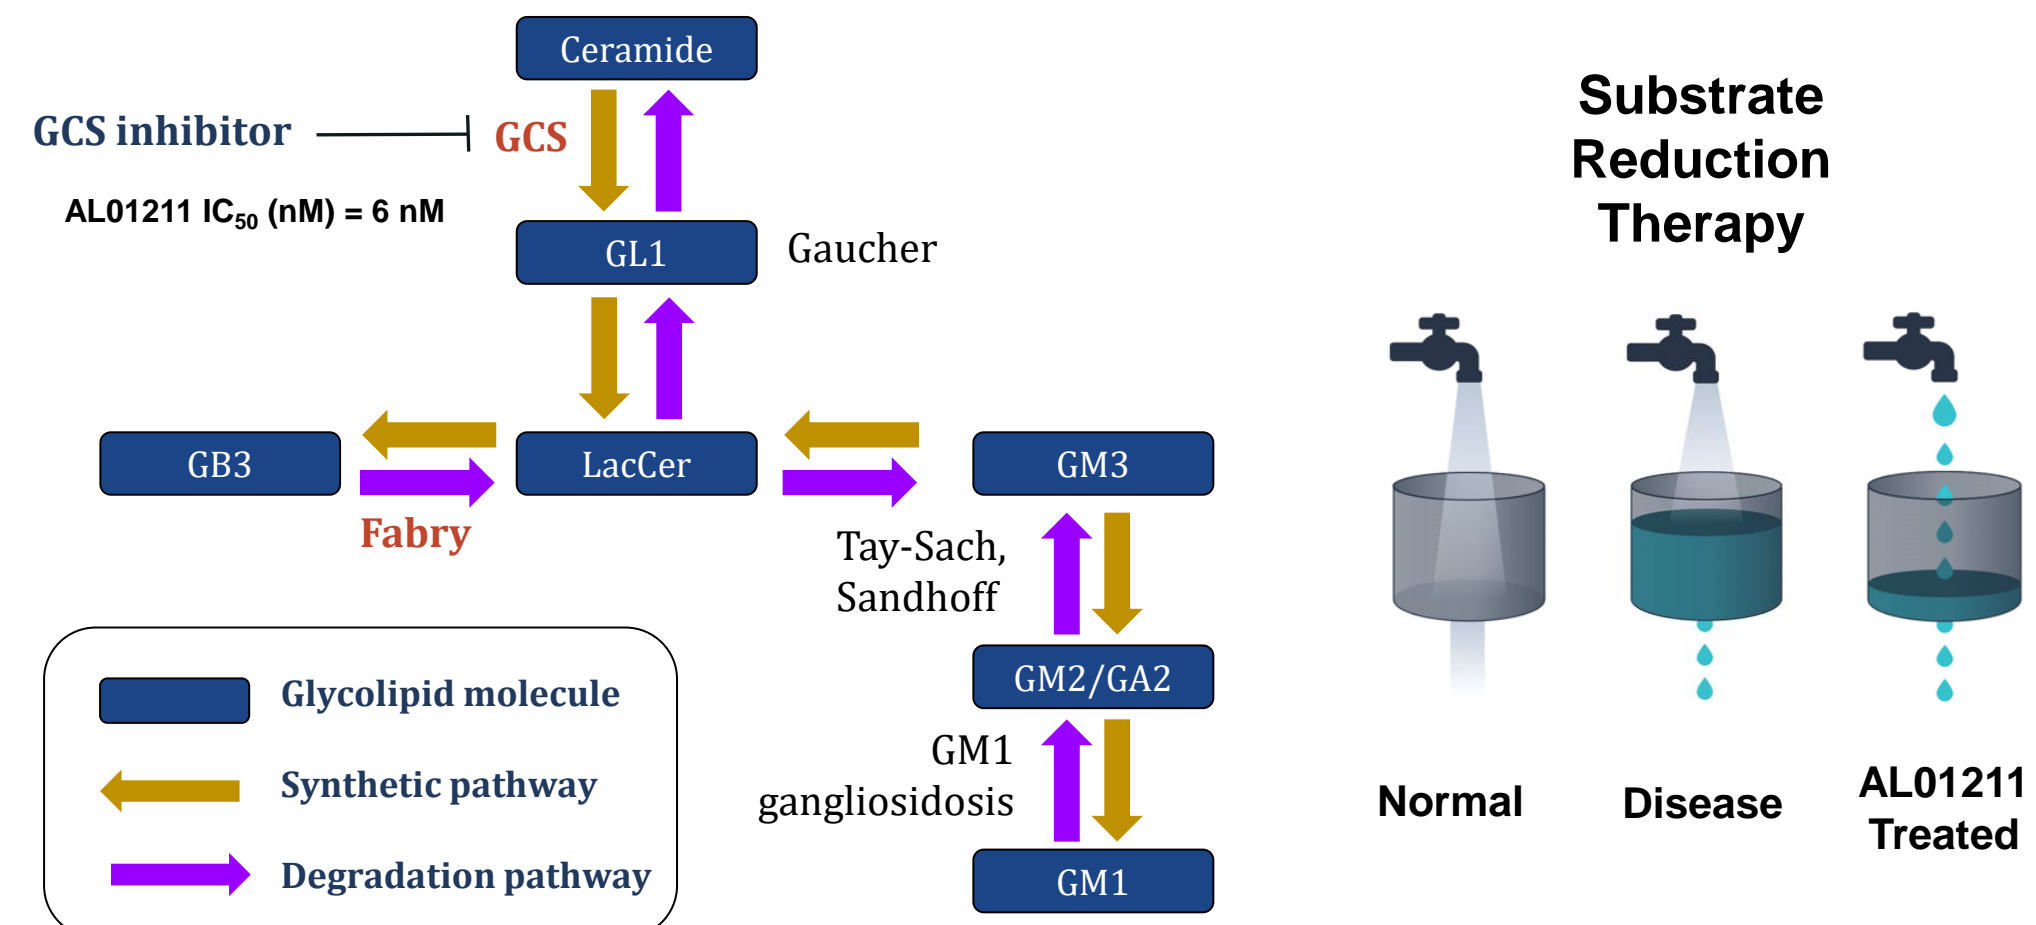 Ceramide
GCS inhibitor
GCS
AL01211 IC₅₀ (nM) = 6 nM
GL1
Gaucher
GB3
LacCer
GM3
Fabry
Tay-Sach,
Sandhoff
GM2/GA2
GM1
gangliosidosis
GM1
Glycolipid molecule
Synthetic pathway
Degradation pathway
Substrate
Reduction
Therapy
Normal
Disease
AL01211
Treated